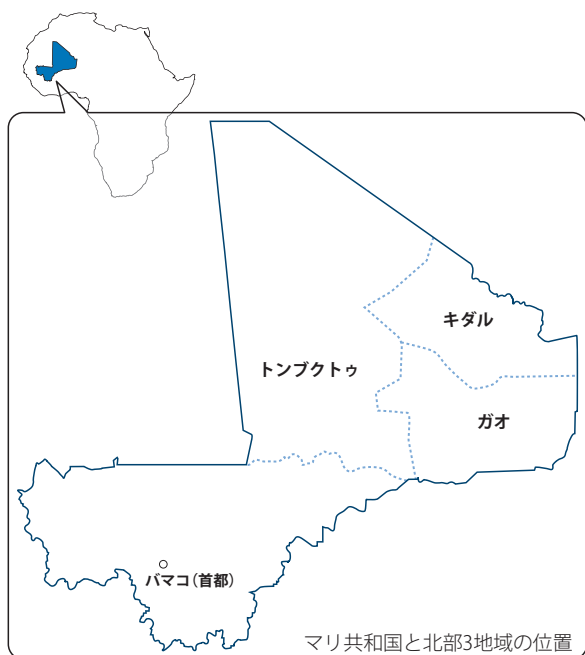 キダル
トンブクトゥ
ガオ
バマコ（首都）
マリ共和国と北部3地域の位置